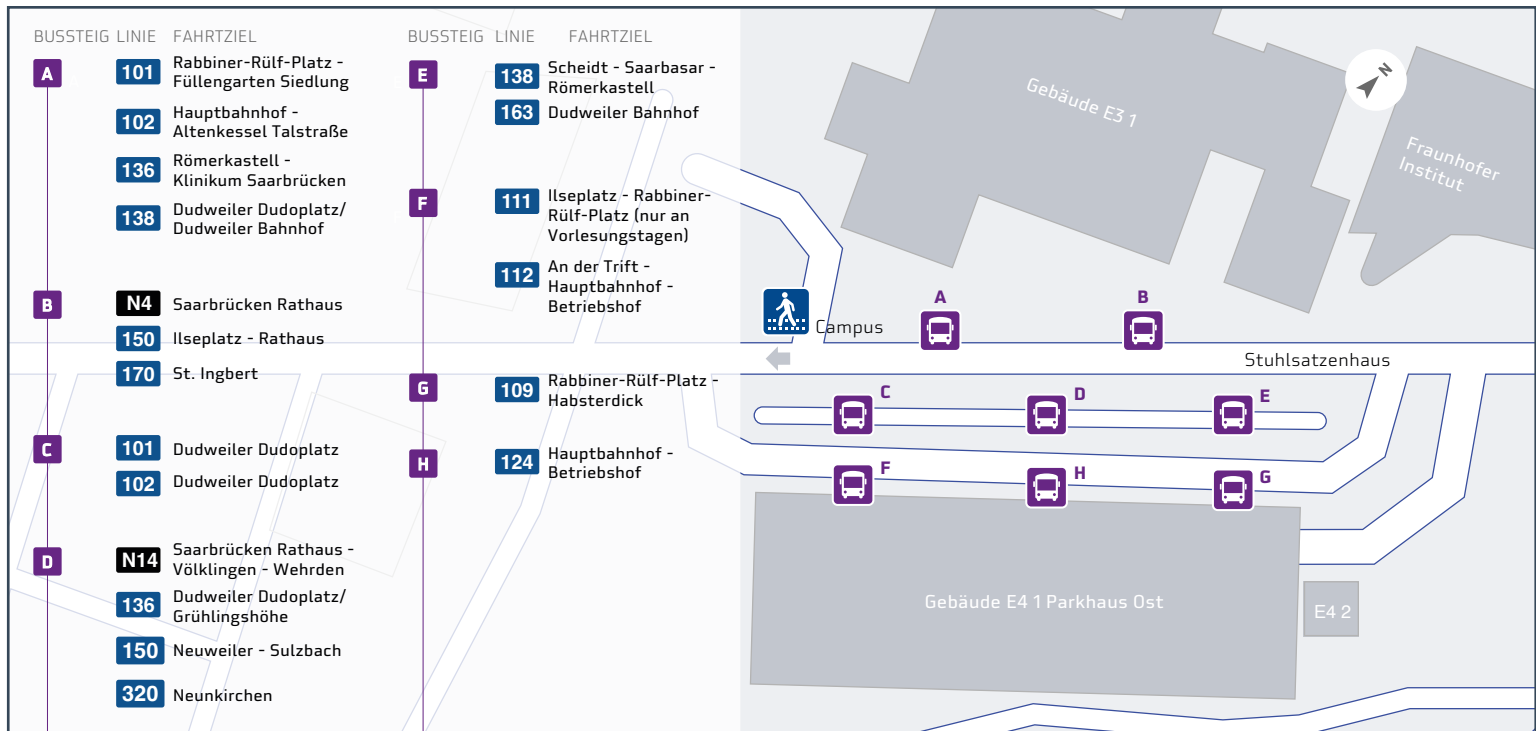 BUSSTEIG LINIE FAHRTZIEL
A
101 Rabbiner-Rülf-Platz -
Füllengarten Siedlung
102 Hauptbahnhof -
Altenkessel Talstraße
136 Römerkastell -
Klinikum Saarbrücken
138 Dudweiler Dudoplatz/
Dudweiler Bahnhof
B
N4 Saarbrücken Rathaus
150 Ilseplatz - Rathaus
170 St. Ingbert
C
101 Dudweiler Dudoplatz
102 Dudweiler Dudoplatz
D
N14 Saarbrücken Rathaus -
Völklingen - Wehrden
136 Dudweiler Dudoplatz/
Grühlingshöhe
150 Neuweiler - Sulzbach
320 Neunkirchen
BUSSTEIG LINIE FAHRTZIEL
E
138 Scheidt - Saarbasar -
Römerkastell
163 Dudweiler Bahnhof
F
111 Ilseplatz - Rabbiner-
Rülf-Platz (nur an
Vorlesungstagen)
112 An der Trift -
Hauptbahnhof -
Betriebshof
G
109 Rabbiner-Rülf-Platz -
Habsterdick
H
124 Hauptbahnhof -
Betriebshof
N
Gebäude E3 1
Fraunhofer
Institut
A
B
Campus
Stuhlsatzenhaus
C
D
E
F
H
G
Gebäude E4 1 Parkhaus Ost
E4 2